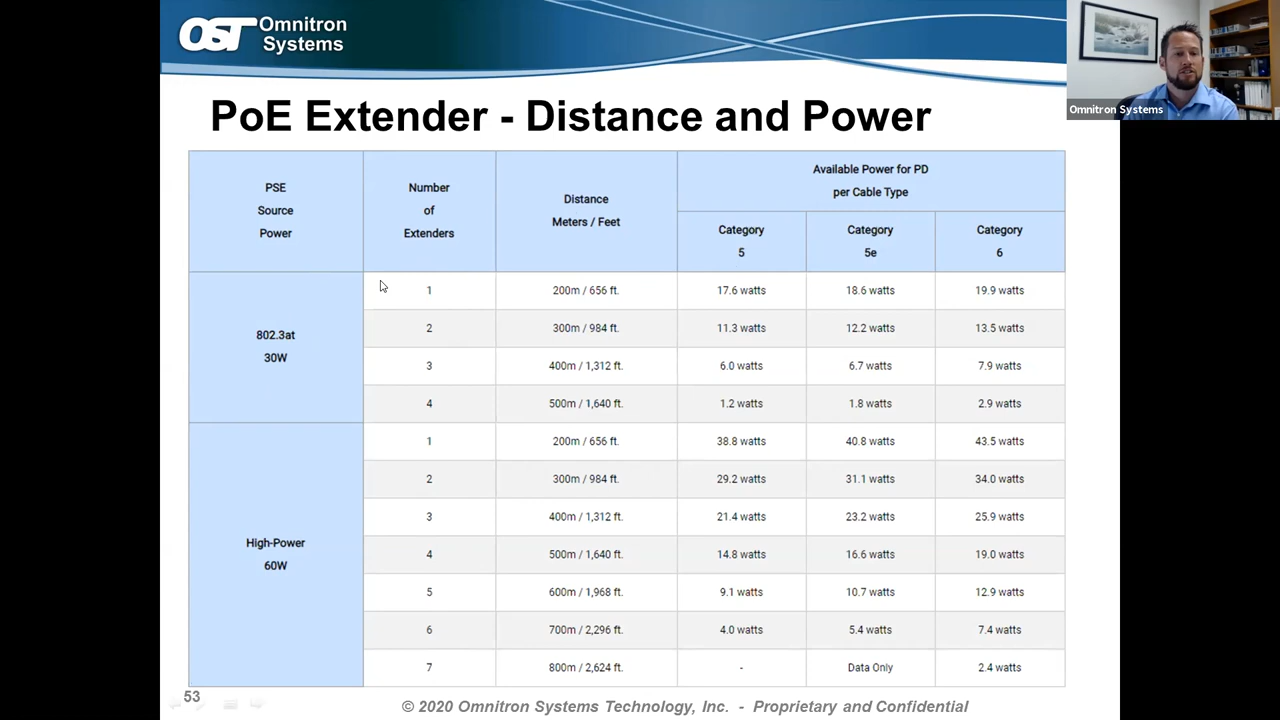 OST Omnitron
Systems
Omnitron Systems
PoE Extender - Distance and Power
PSE
Source
Power
Number
of
Extenders
Distance
Meters / Feet
Available Power for PD
per Cable Type
Category
5
Category
5e
Category
6
802.3at
30W
1 200m / 656 ft. 17.6 watts 18.6 watts 19.9 watts
2 300m / 984 ft. 11.3 watts 12.2 watts 13.5 watts
3 400m / 1,312 ft. 6.0 watts 6.7 watts 7.9 watts
4 500m / 1,640 ft. 1.2 watts 1.8 watts 2.9 watts
High-Power
60W
1 200m / 656 ft. 38.8 watts 40.8 watts 43.5 watts
2 300m / 984 ft. 29.2 watts 31.1 watts 34.0 watts
3 400m / 1,312 ft. 21.4 watts 23.2 watts 25.9 watts
4 500m / 1,640 ft. 14.8 watts 16.6 watts 19.0 watts
5 600m / 1,968 ft. 9.1 watts 10.7 watts 12.9 watts
6 700m / 2,296 ft. 4.0 watts 5.4 watts 7.4 watts
7 800m / 2,624 ft. - Data Only 2.4 watts
53
© 2020 Omnitron Systems Technology, Inc. - Proprietary and Confidential